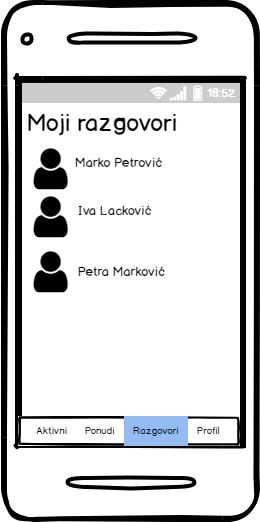 18:52
Moji razgovori
Marko Petrović
Iva Lacković
Petra Marković
Aktivni Ponudi Razgovori Profil